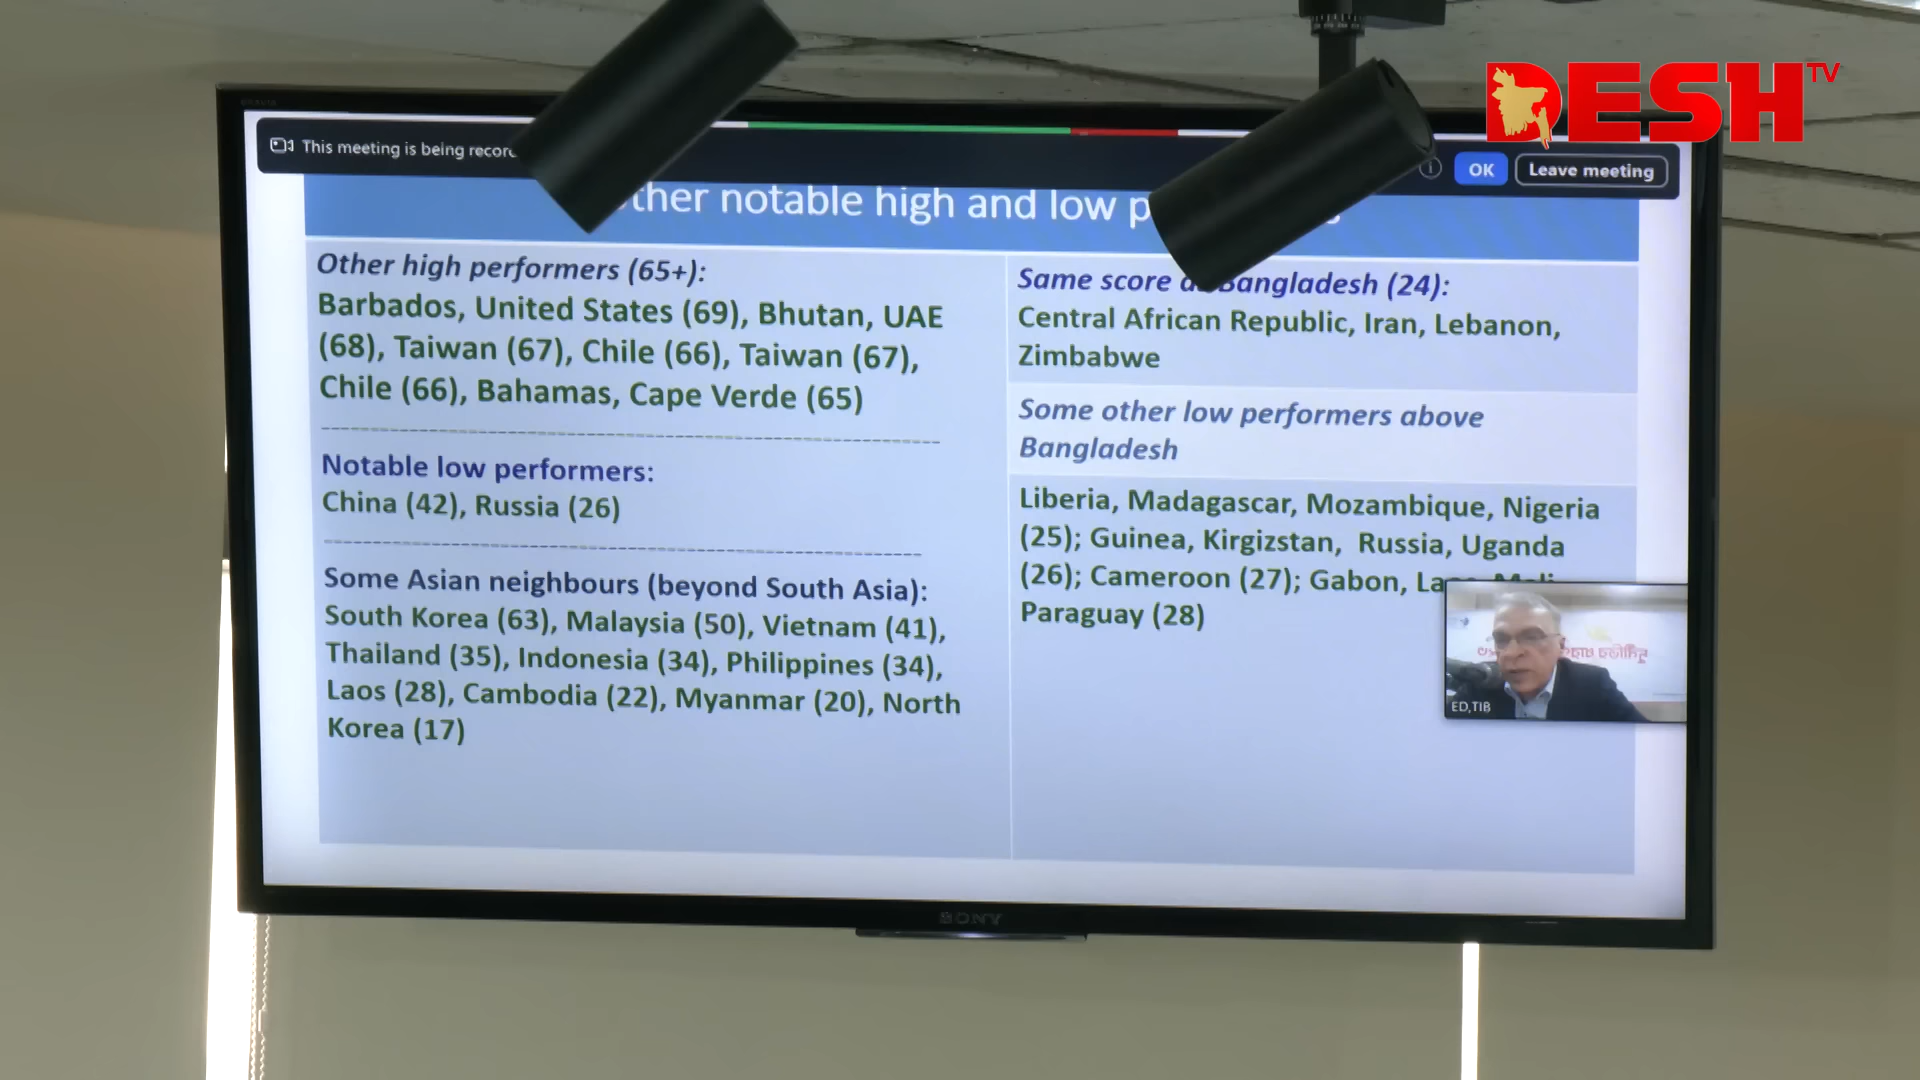 DESH TV
This meeting is being
OK
Leave meeting
ther notable high and low
Other high performers (65+):
Barbados, United States (69), Bhutan, UAE
(68), Taiwan (67), Chile (66), Taiwan (67),
Chile (66), Bahamas, Cape Verde (65)
Notable low performers:
China (42), Russia (26)
Some Asian neighbours (beyond South Asia):
South Korea (63), Malaysia (50), Vietnam (41),
Thailand (35), Indonesia (34), Philippines (34),
Laos (28), Cambodia (22), Myanmar (20), North
Korea (17)
Same score Bangladesh (24):
Central African Republic, Iran, Lebanon,
Zimbabwe
Some other low performers above
Bangladesh
Liberia, Madagascar, Mozambique, Nigeria
(25); Guinea, Kirgizstan, Russia, Uganda
(26); Cameroon (27); Gabon,
Paraguay (28)
ED,TIB
SONY